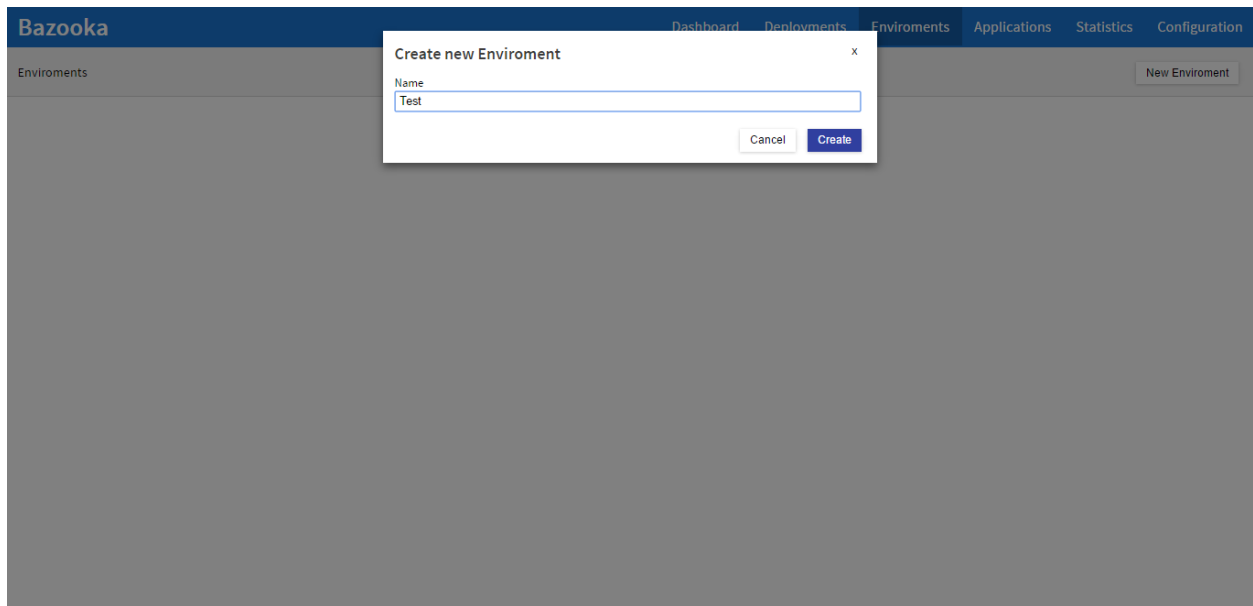 Bazooka
Dashboard Deployments Enviroments Applications Statistics Configuration
Enviroments
New Enviroment
Create new Enviroment
x
Name
Test
Cancel Create